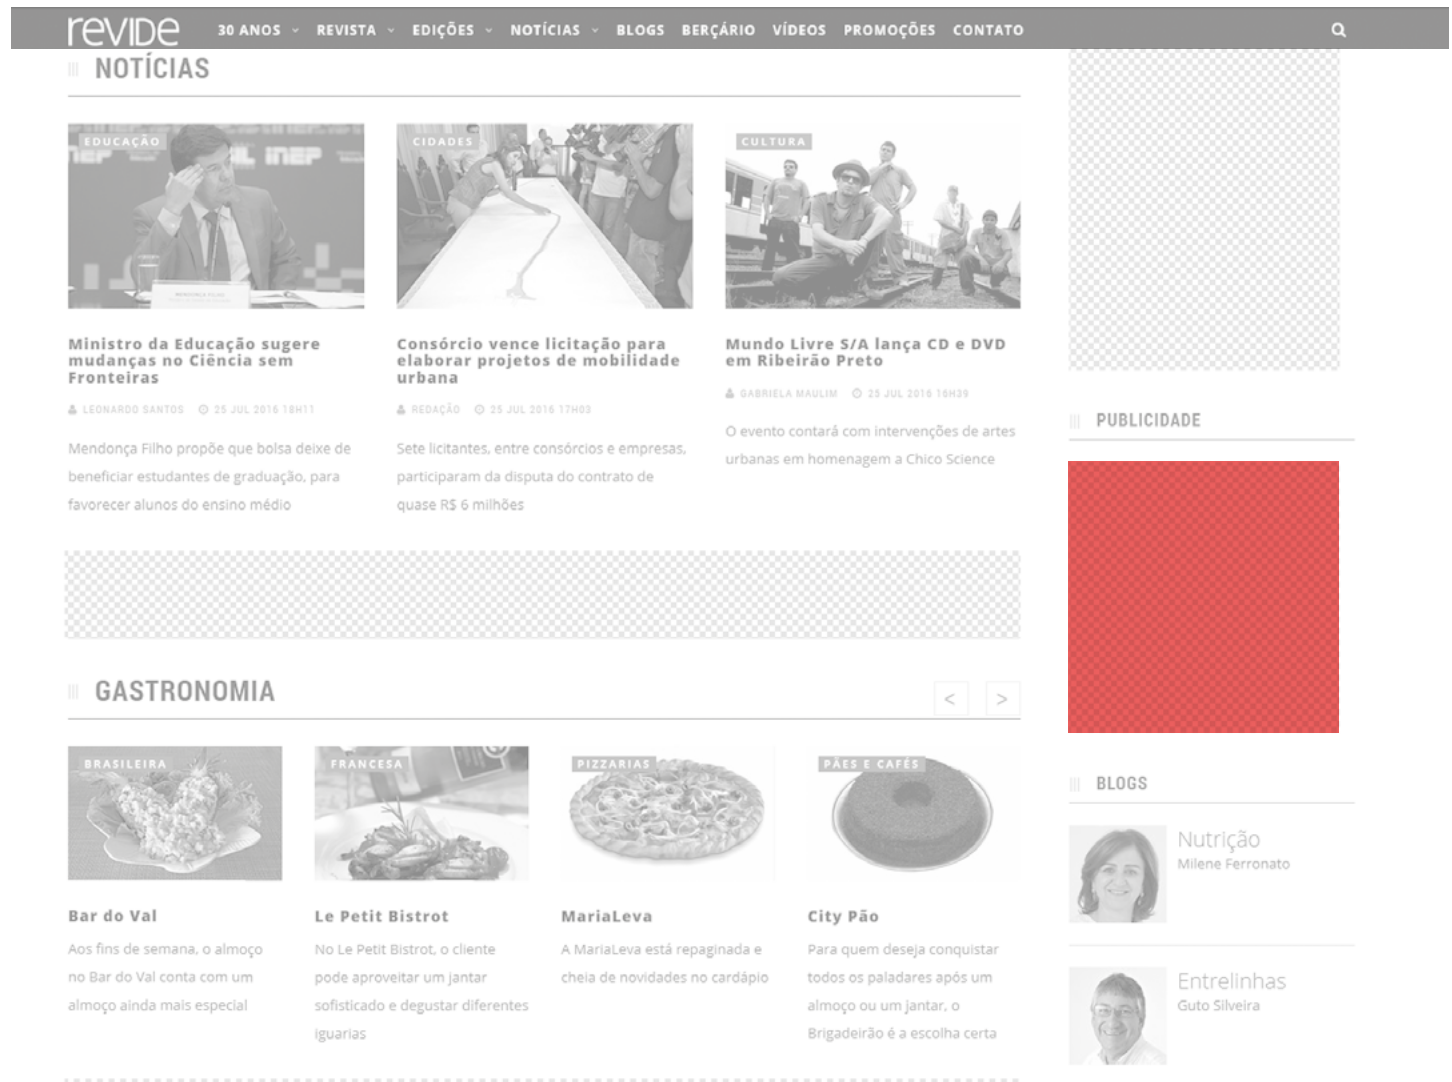 revide 30 ANOS REVISTA EDIÇÕES NOTÍCIAS BLOGS BERÇÁRIO VÍDEOS PROMOÇÕES CONTATO
NOTÍCIAS
EDUCAÇÃO
INEP
Ministro da Educação sugere
mudanças no Ciência sem
Fronteiras
LEONARDO SANTOS 25 JUL 2016 18H11
Mendonça Filho propõe que bolsa deixe de
beneficiar estudantes de graduação, para
favorecer alunos do ensino médio
CIDADES
Consórcio vence licitação para
elaborar projetos de mobilidade
urbana
REDAÇÃO 25 JUL 2016 17H03
Sete licitantes, entre consórcios e empresas,
participaram da disputa do contrato de
quase R$ 6 milhões
CULTURA
Mundo Livre S/A lança CD e DVD
em Ribeirão Preto
GABRIELA MAULIM 25 JUL 2016 16H39
O evento contará com intervenções de artes
urbanas em homenagem a Chico Science
GASTRONOMIA < >
BRASILEIRA
Bar do Val
Aos fins de semana, o almoço
no Bar do Val conta com um
almoço ainda mais especial
FRANCESA
Le Petit Bistrot
No Le Petit Bistrot, o cliente
pode aproveitar um jantar
sofisticado e degustar diferentes
iguarias
PIZZARIAS
MariaLeva
A MariaLeva está repaginada e
cheia de novidades no cardápio
PÃES E CAFÉS
City Pão
Para quem deseja conquistar
todos os paladares após um
almoço ou um jantar, o
Brigadeirão é a escolha certa
PUBLICIDADE
BLOGS
Nutrição
Milene Ferronato
Entrelinhas
Guto Silveira